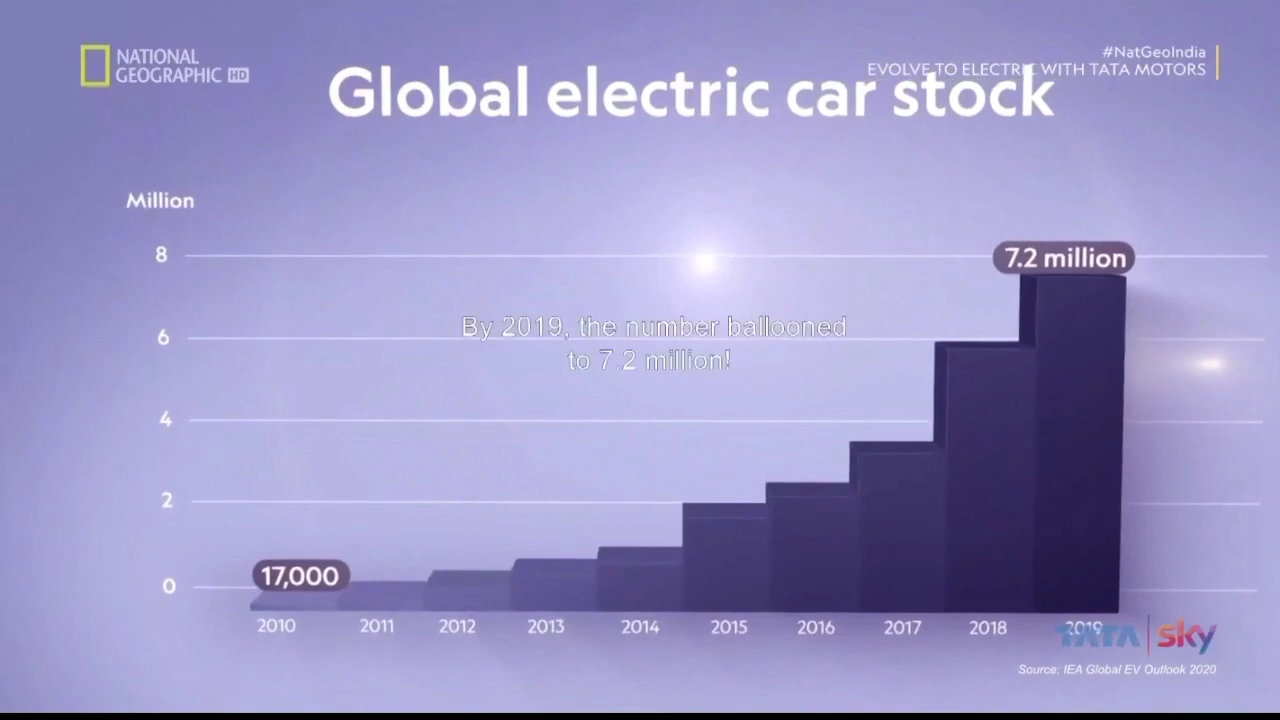 NATIONAL
GEOGRAPHIC HD
#NatGeoIndia
EVOLVE TO ELECTRIC WITH TATA MOTORS
Global electric car stock
Million
8
7.2 million
By 2019, the number ballooned
6
to 7.2 million!
4
2
0
17,000
2010 2011 2012 2013 2014 2015 2016 2017 2018 2019
TATA sky
Source: IEA Global EV Outlook 2020